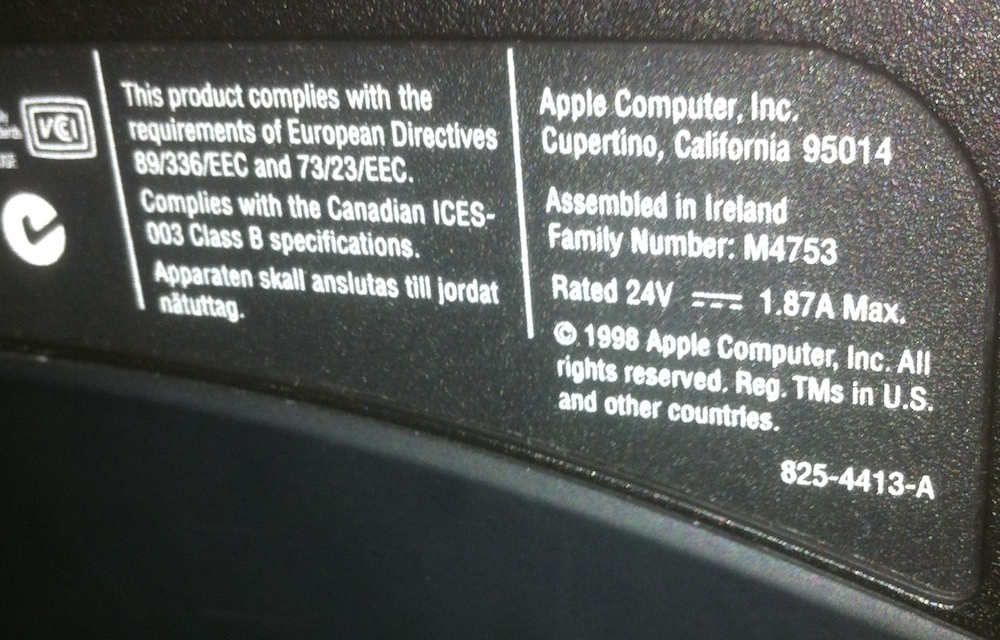 VCI
This product complies with the
requirements of European Directives
89/336/EEC and 73/23/EEC.
Complies with the Canadian ICES-
003 Class B specifications.
Apparaten skall anslutas till jordat
nätuttag.
Apple Computer, Inc.
Cupertino, California 95014
Assembled in Ireland
Family Number: M4753
Rated 24V ⎓ 1.87A Max.
© 1998 Apple Computer, Inc. All
rights reserved. Reg. TMs in U.S.
and other countries.
825-4413-A